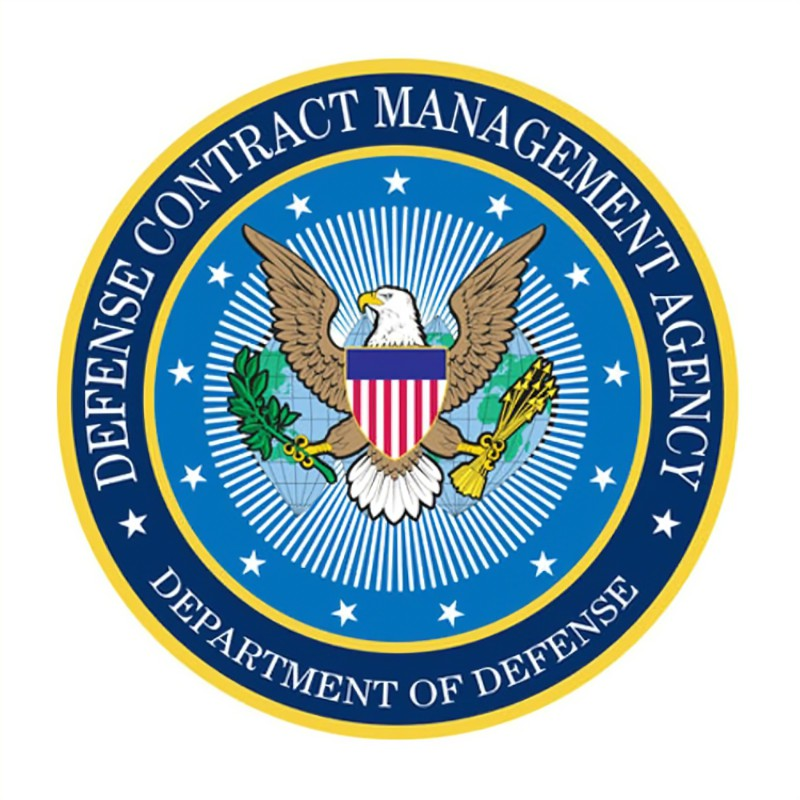 DEFENSE CONTRACT MANAGEMENT AGENCY
DEPARTMENT OF DEFENSE